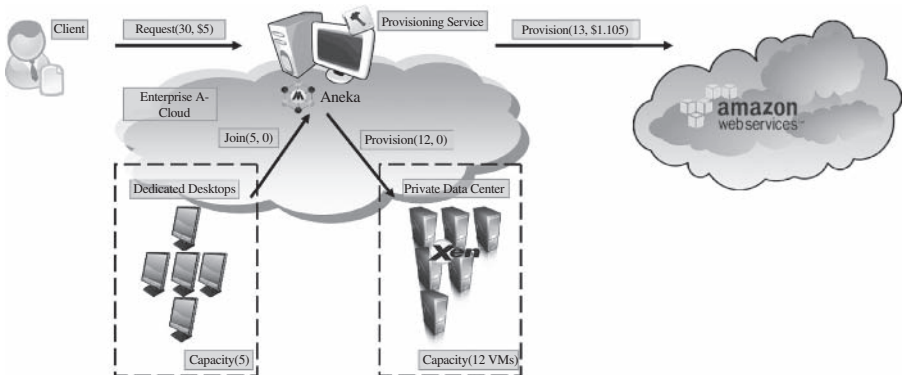 Client
Request(30, $5)
Provisioning Service
Provision(13, $1.105)
Enterprise A-
Cloud
Aneka
amazon
webservices™
Join(5, 0)
Provision(12, 0)
Dedicated Desktops
Private Data Center
Xen
Capacity(5)
Capacity(12 VMs)